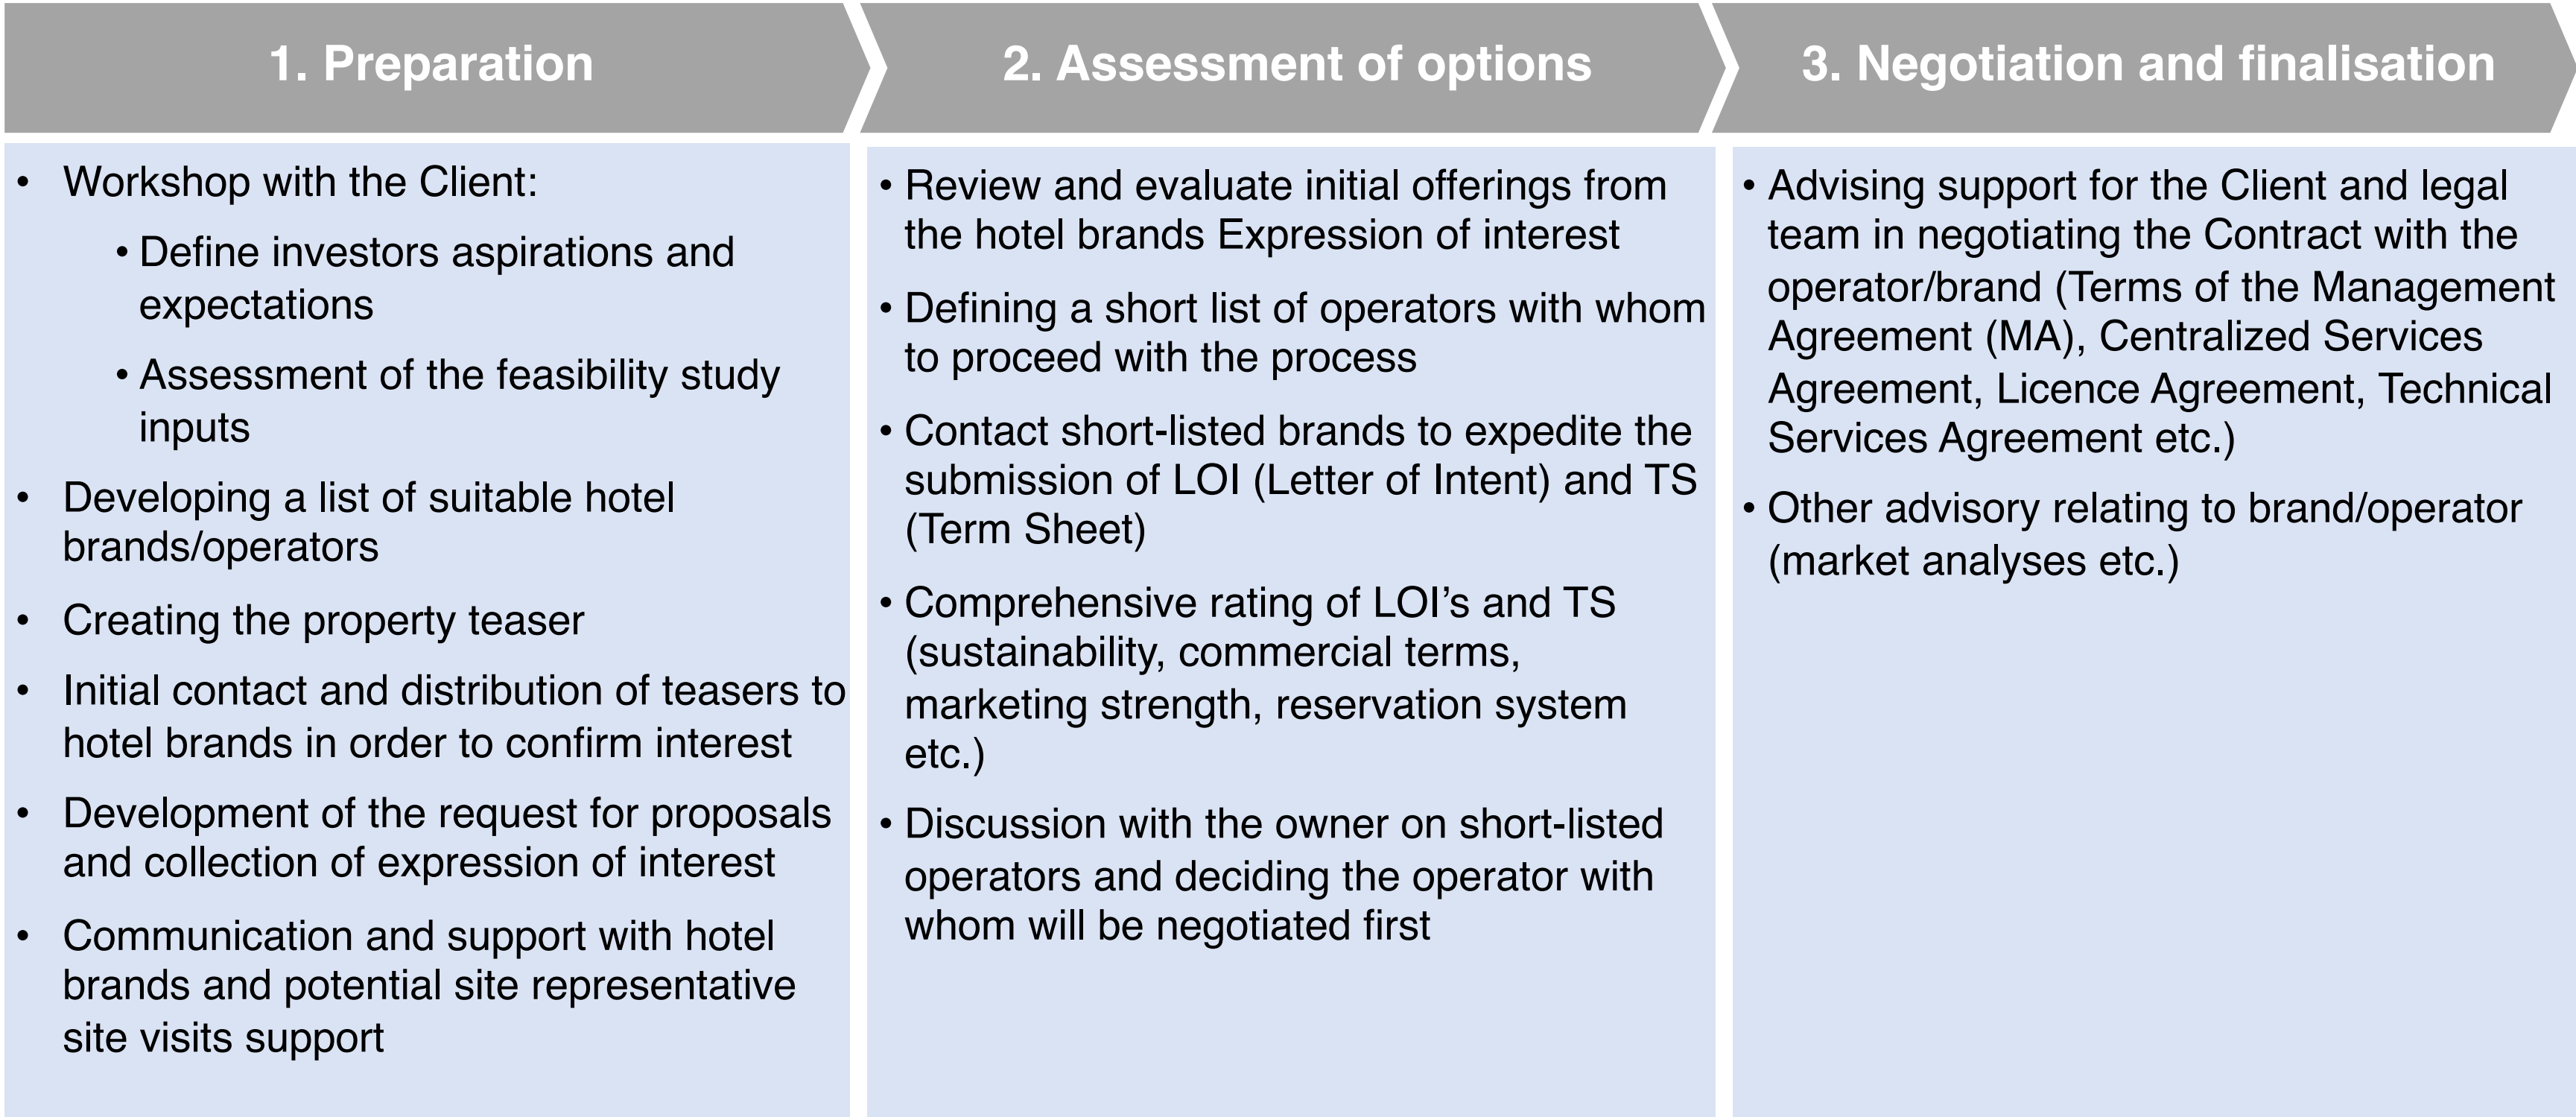 1. Preparation
• Workshop with the Client:
• Define investors aspirations and
expectations
• Assessment of the feasibility study
inputs
• Developing a list of suitable hotel
brands/operators
• Creating the property teaser
• Initial contact and distribution of teasers to
hotel brands in order to confirm interest
• Development of the request for proposals
and collection of expression of interest
• Communication and support with hotel
brands and potential site representative
site visits support
2. Assessment of options
• Review and evaluate initial offerings from
the hotel brands Expression of interest
• Defining a short list of operators with whom
to proceed with the process
• Contact short-listed brands to expedite the
submission of LOI (Letter of Intent) and TS
(Term Sheet)
• Comprehensive rating of LOI’s and TS
(sustainability, commercial terms,
marketing strength, reservation system
etc.)
• Discussion with the owner on short-listed
operators and deciding the operator with
whom will be negotiated first
3. Negotiation and finalisation
• Advising support for the Client and legal
team in negotiating the Contract with the
operator/brand (Terms of the Management
Agreement (MA), Centralized Services
Agreement, Licence Agreement, Technical
Services Agreement etc.)
• Other advisory relating to brand/operator
(market analyses etc.)